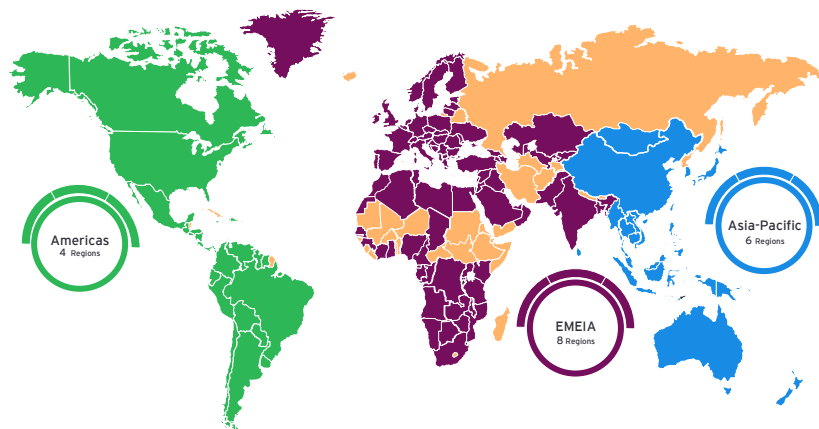 Americas
4 Regions
Asia-Pacific
6 Regions
EMEIA
8 Regions